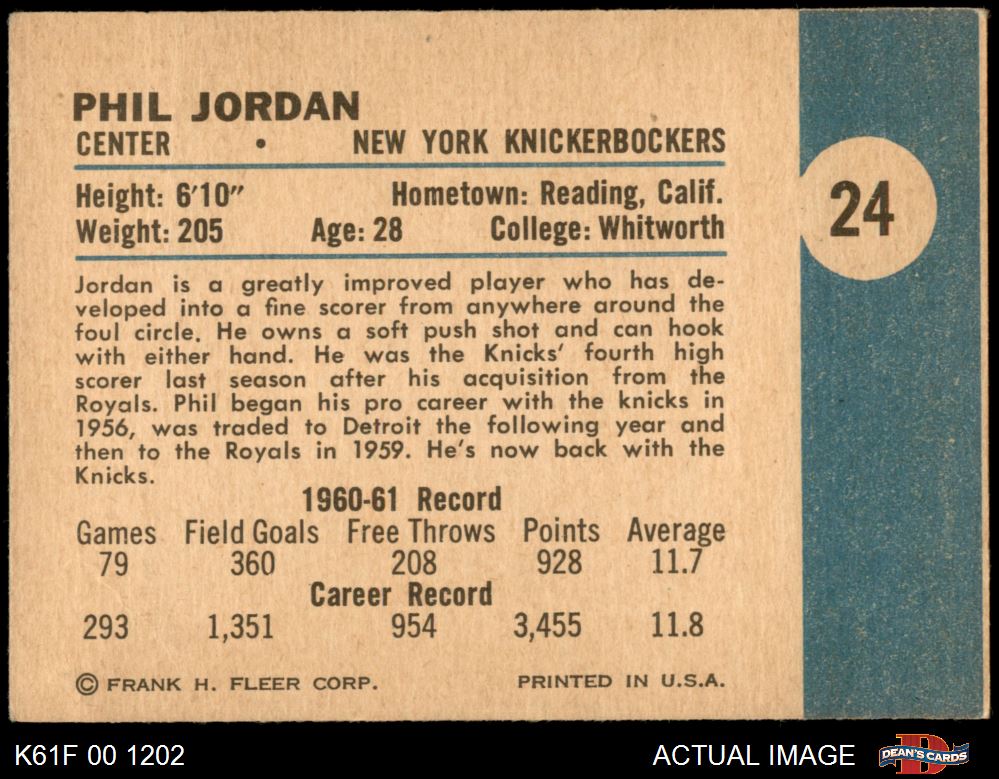 PHIL JORDAN
CENTER • NEW YORK KNICKERBOCKERS
Height: 6'10" Hometown: Reading, Calif.
Weight: 205 Age: 28 College: Whitworth
24
Jordan is a greatly improved player who has de-
veloped into a fine scorer from anywhere around the
foul circle. He owns a soft push shot and can hook
with either hand. He was the Knicks' fourth high
scorer last season after his acquisition from the
Royals. Phil began his pro career with the knicks in
1956, was traded to Detroit the following year and
then to the Royals in 1959. He's now back with the
Knicks.
1960-61 Record
Games Field Goals Free Throws Points Average
79 360 208 928 11.7
Career Record
293 1,351 954 3,455 11.8
© FRANK H. FLEER CORP. PRINTED IN U.S.A.
K61F 00 1202 ACTUAL IMAGE DEAN'S CARDS